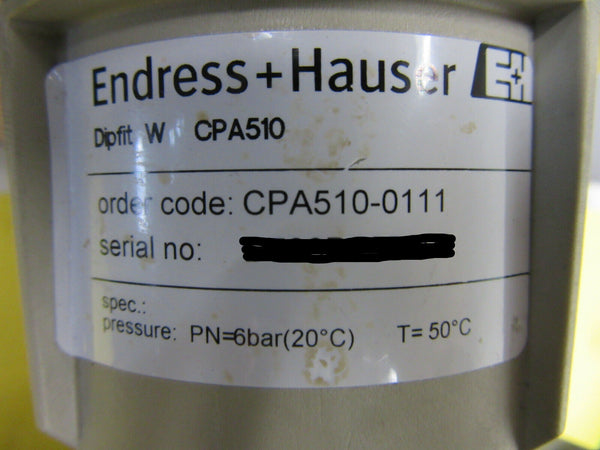 Endress+Hauser E+H
Dipfit W CPA510
order code: CPA510-0111
serial no:
spec.:
pressure: PN=6bar(20°C) T= 50°C